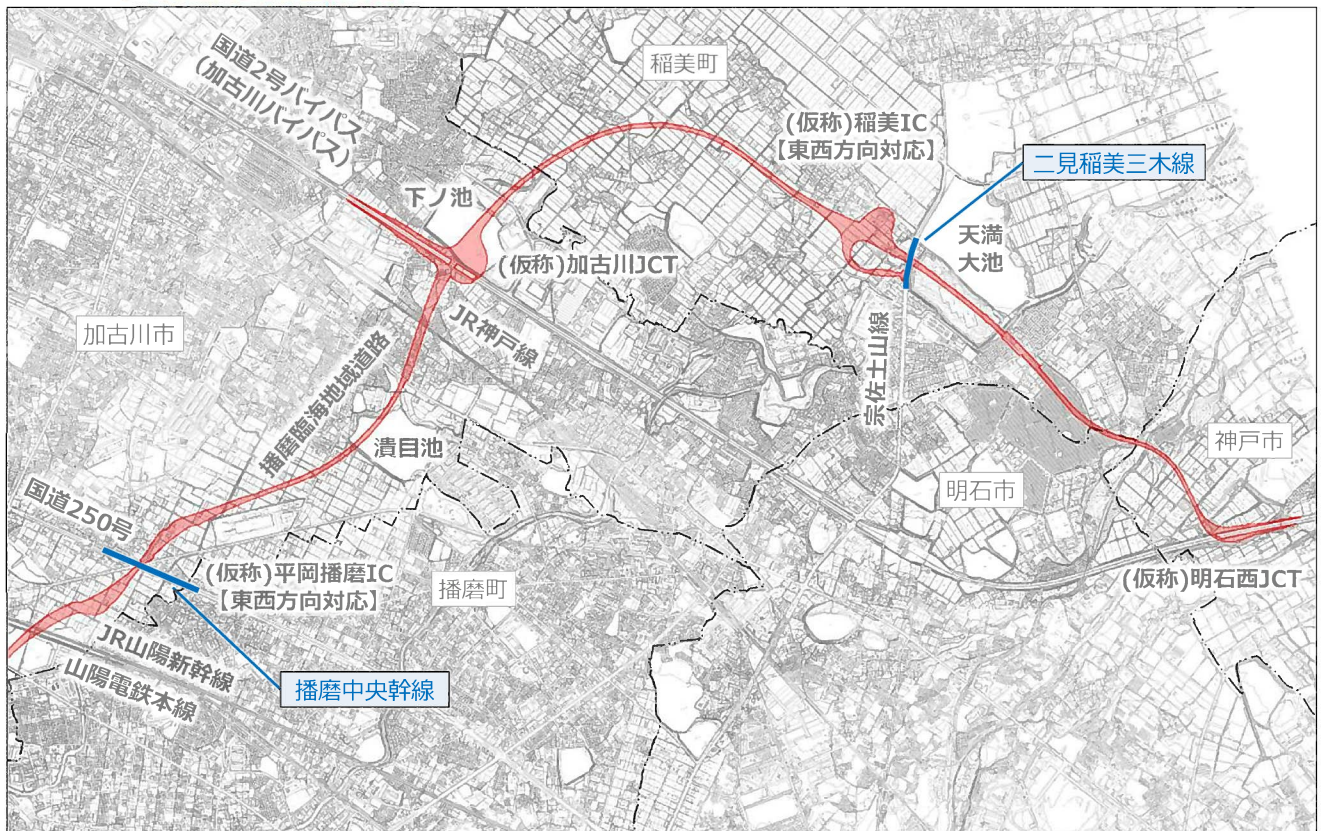 国道2号バイパス
(加古川バイパス)
稲美町
(仮称)稲美IC
【東西方向対応】
二見稲美三木線
下ノ池
天満
大池
(仮称)加古川JCT
加古川市
JR神戸線
播磨臨海地域道路
宗佐土山線
潰目池
神戸市
明石市
国道250号
(仮称)平岡播磨IC
【東西方向対応】
播磨町
(仮称)明石西JCT
JR山陽新幹線
山陽電鉄本線
播磨中央幹線